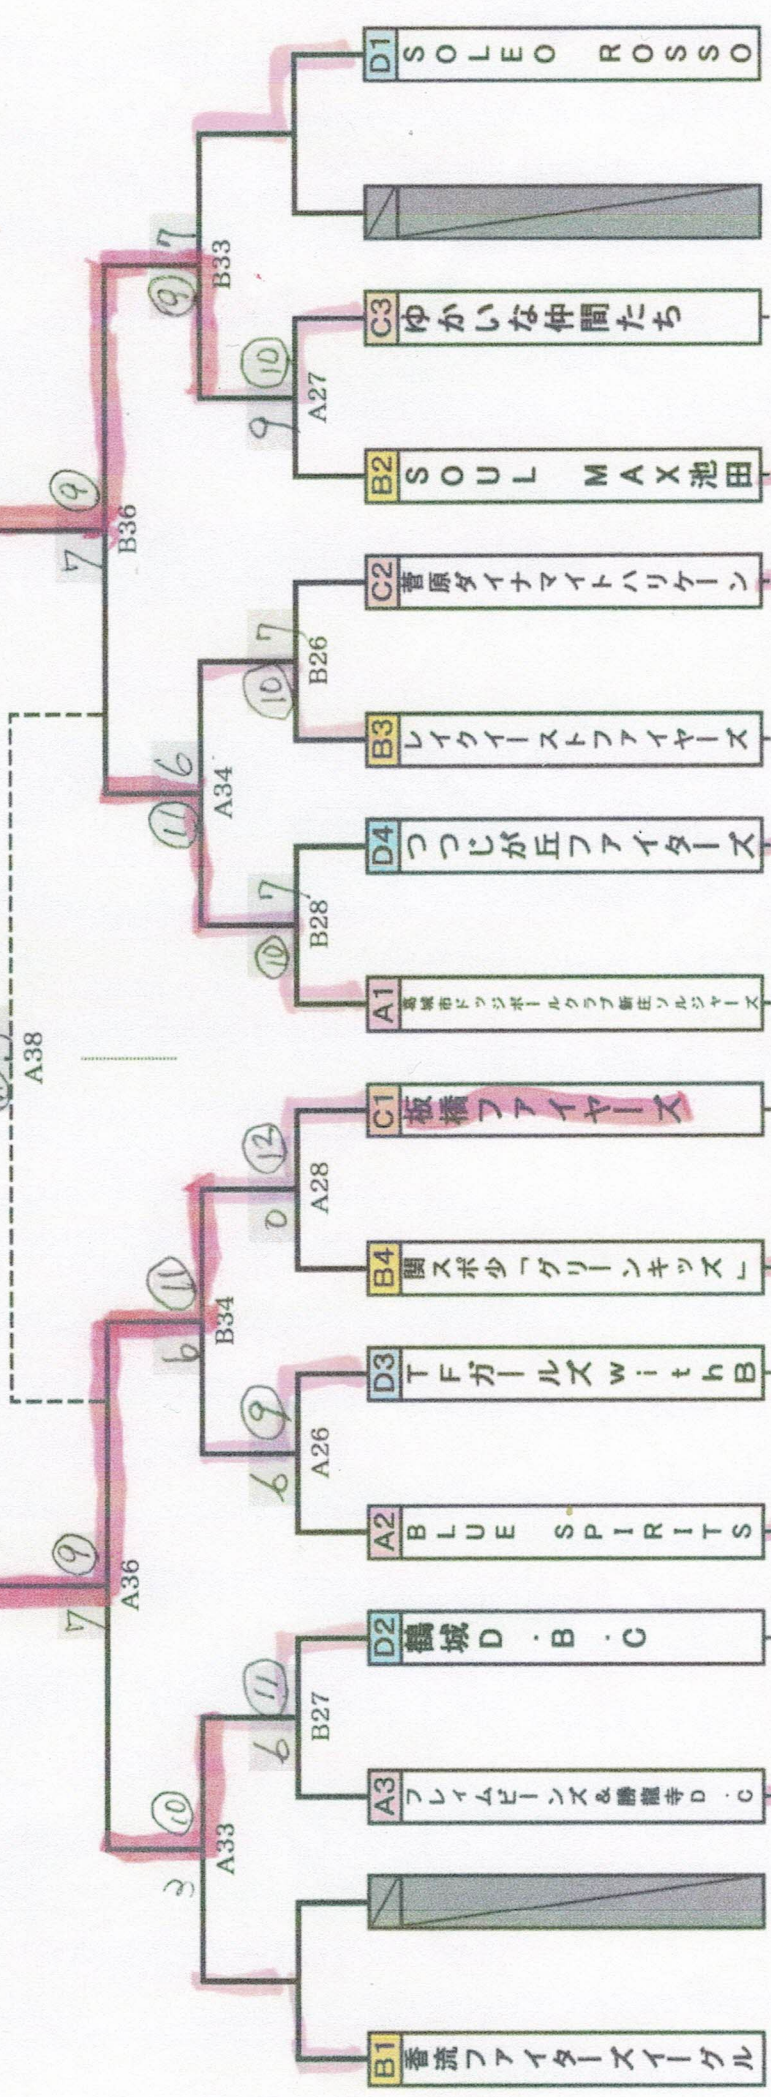 D1 SOLEO ROSSO
C3 ゆかいな仲間たち
B2 SOUL MAX池田
C2 菅原ダイナマイトハリケーン
B3 レイクイーストファイヤーズ
D4 つつじが丘ファイターズ
A1 葛城市ドッジボールクラブ新庄ソルジャーズ
C1 板橋ファイヤーズ
B4 関スポ少「グリーンキッズ」
D3 TFガールズwithB
A2 BLUE SPIRITS
D2 鶴城D.B.C
A3 フレイムビーンズ&勝龍寺D.C
B1 香流ファイターズイーグル
7 B33 9
10 A27 9
9 B36 7
7 B26 10
6 A34 11
7 B28 10
A38
12 A28 0
11 B34 6
9 A26 6
9 A36 7
11 B27 6
10 A33 3